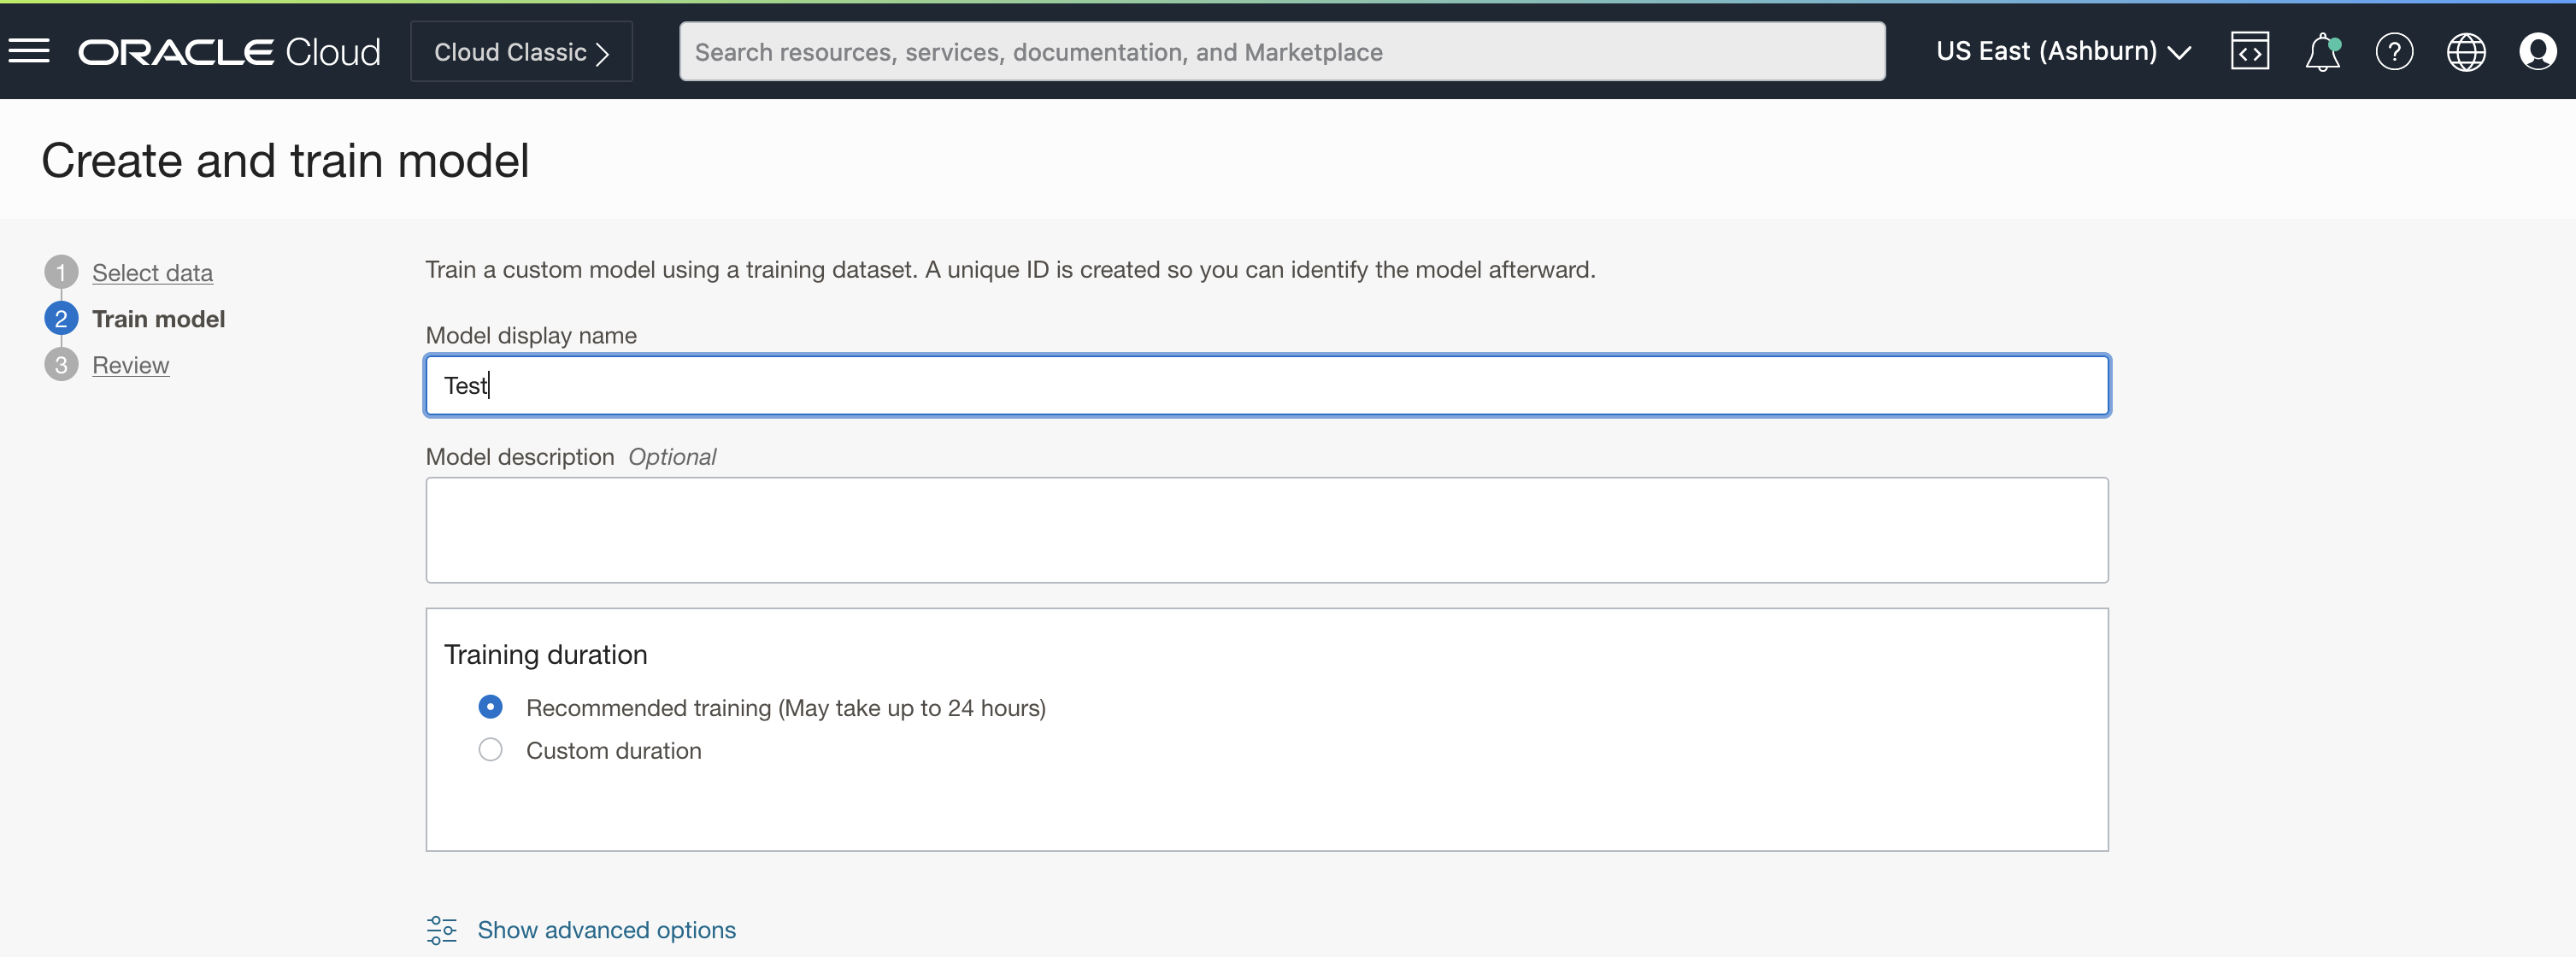 ORACLE Cloud
Cloud Classic
Search resources, services, documentation, and Marketplace
US East (Ashburn)
Create and train model
1 Select data
2 Train model
3 Review
Train a custom model using a training dataset. A unique ID is created so you can identify the model afterward.
Model display name
Test
Model description Optional
Training duration
Recommended training (May take up to 24 hours)
Custom duration
Show advanced options